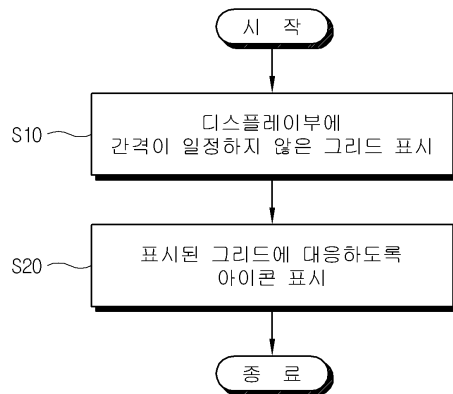 시 작
S10
디스플레이부에
간격이 일정하지 않은 그리드 표시
S20
표시된 그리드에 대응하도록
아이콘 표시
종 료